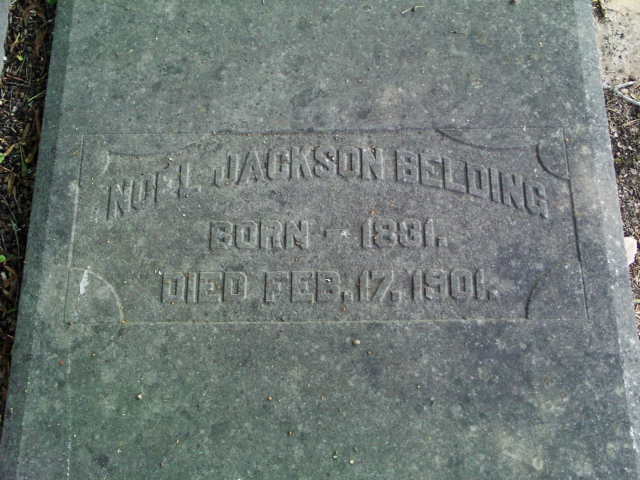 NOEL JACKSON BELDING
BORN - 1831.
DIED FEB. 17, 1901.